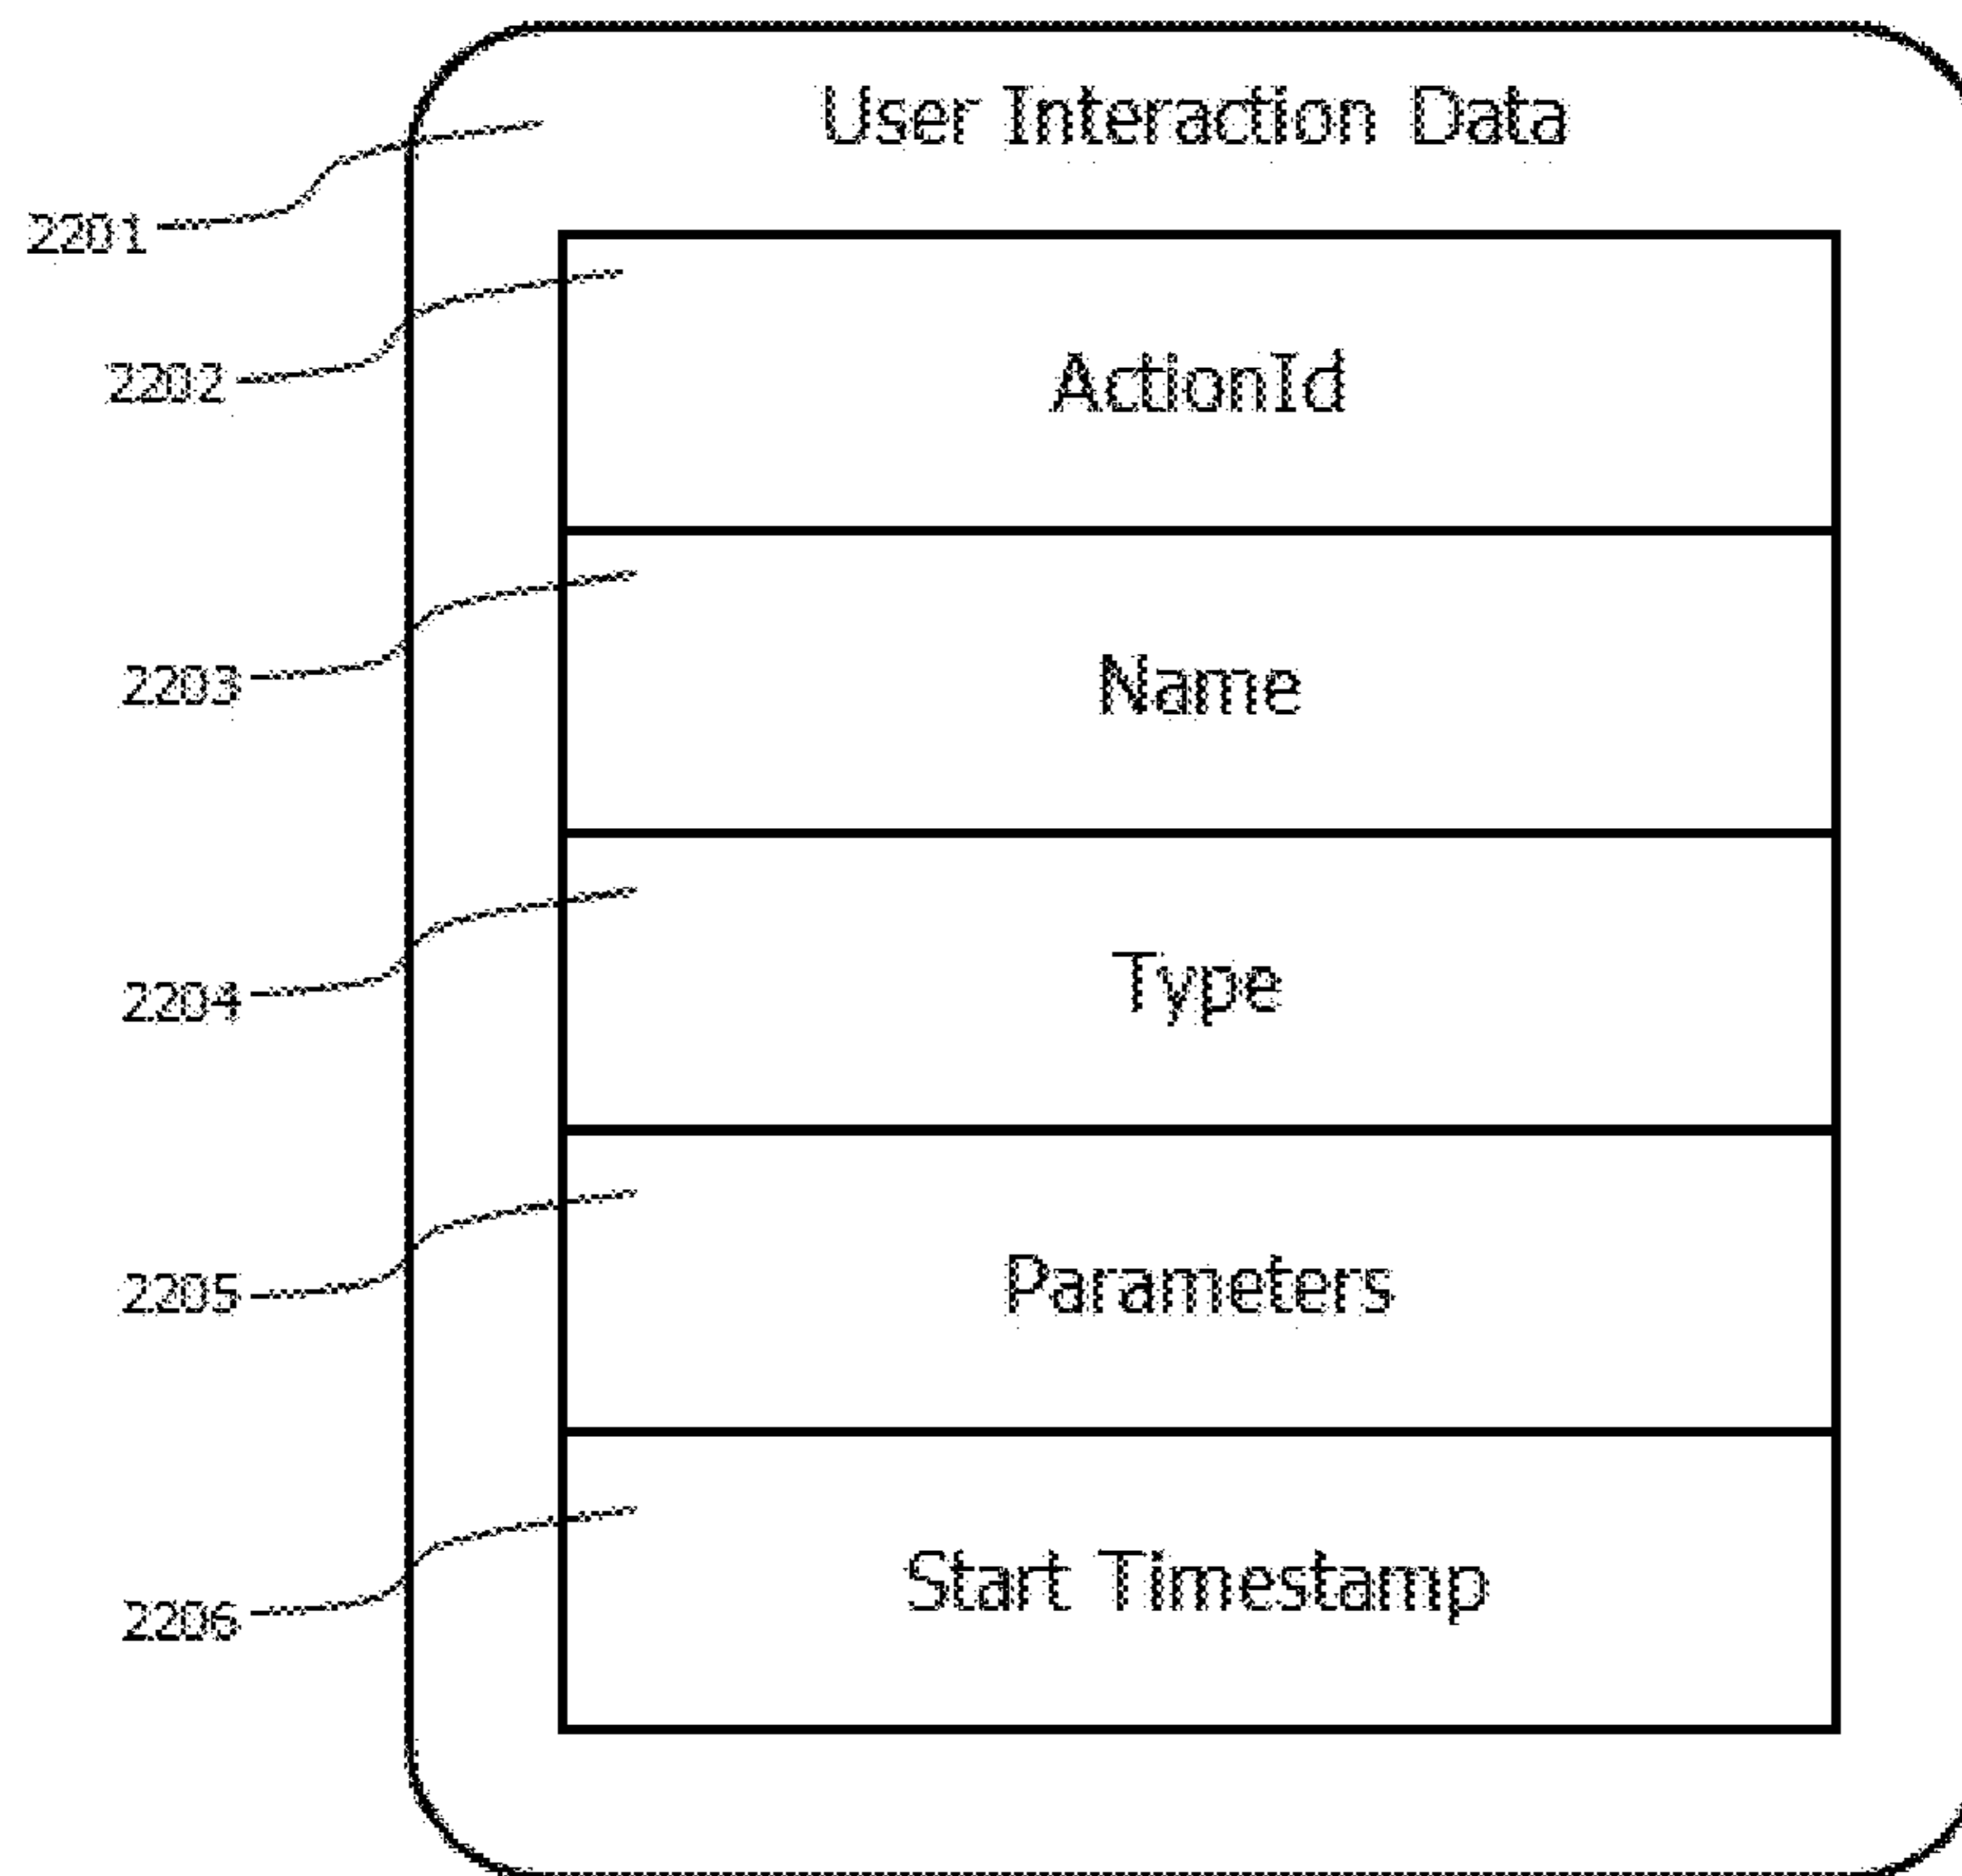 User Interaction Data
2201
2202
ActionId
2203
Name
2204
Type
2205
Parameters
2206
Start Timestamp